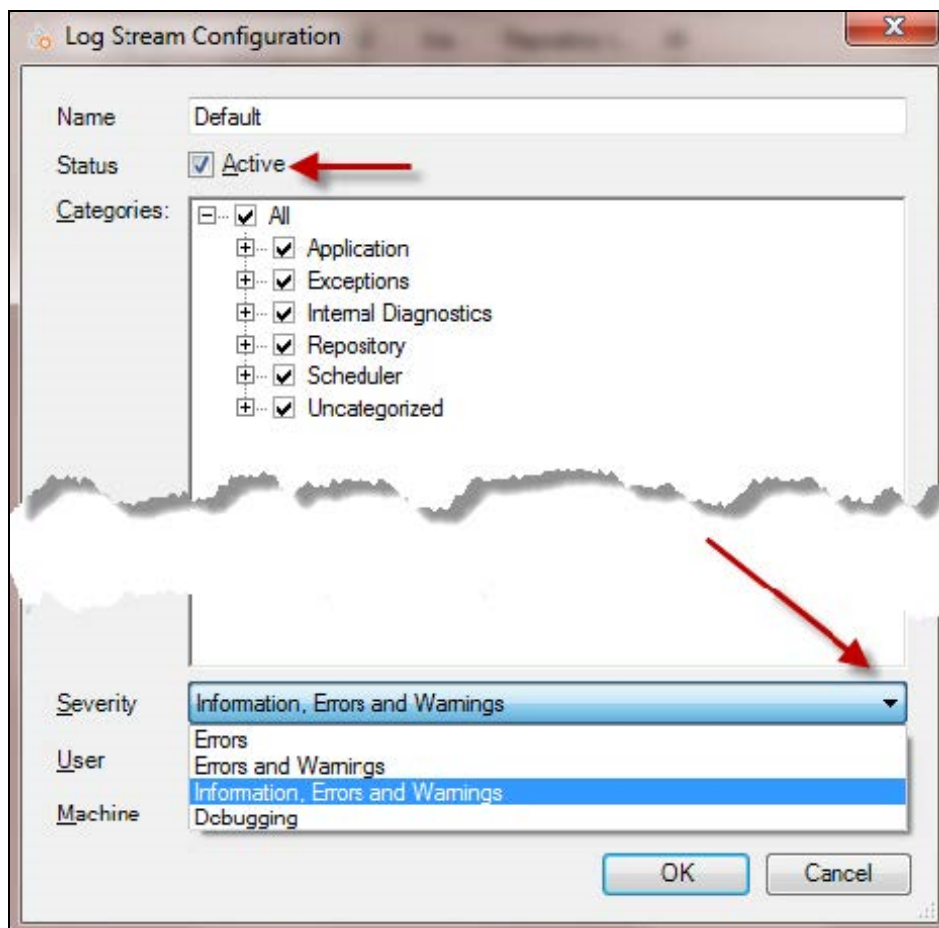 Log Stream Configuration
Name Default
Status Active
Categories: All
Application
Exceptions
Internal Diagnostics
Repository
Scheduler
Uncategorized
Severity Information, Errors and Warnings
Errors
User
Errors and Warnings
Information, Errors and Warnings
Machine
Debugging
OK Cancel